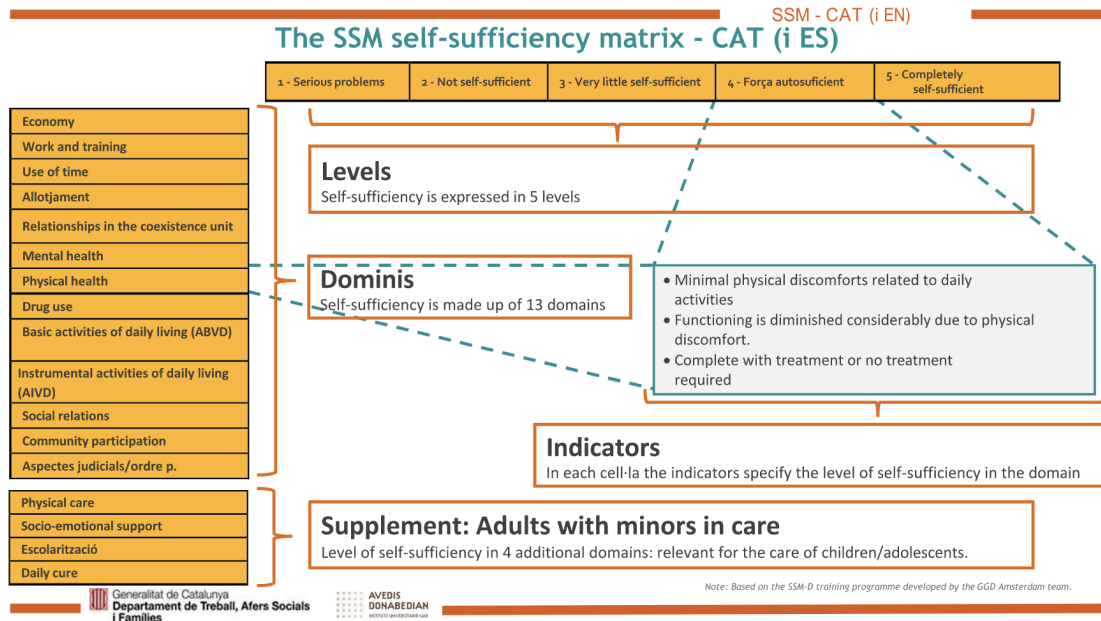 SSM - CAT (i EN)
The SSM self-sufficiency matrix - CAT (i ES)
1 - Serious problems
2 - Not self-sufficient
3 - Very little self-sufficient
4 - Força autosuficient
5 - Completely
self-sufficient
Economy
Work and training
Use of time
Allotjament
Relationships in the coexistence unit
Mental health
Physical health
Drug use
Basic activities of daily living (ABVD)
Instrumental activities of daily living
(AIVD)
Social relations
Community participation
Aspectes judicials/ordre p.
Levels
Self-sufficiency is expressed in 5 levels
Dominis
Self-sufficiency is made up of 13 domains
• Minimal physical discomforts related to daily
activities
• Functioning is diminished considerably due to physical
discomfort.
• Complete with treatment or no treatment
required
Indicators
In each cell·la the indicators specify the level of self-sufficiency in the domain
Physical care
Socio-emotional support
Escolarització
Daily cure
Supplement: Adults with minors in care
Level of self-sufficiency in 4 additional domains: relevant for the care of children/adolescents.
Note: Based on the SSM-D training programme developed by the GGD Amsterdam team.
Generalitat de Catalunya
Departament de Treball, Afers Socials
i Famílies
AVEDIS
DONABEDIAN
INSTITUTO UNIVERSITARIO-UAB